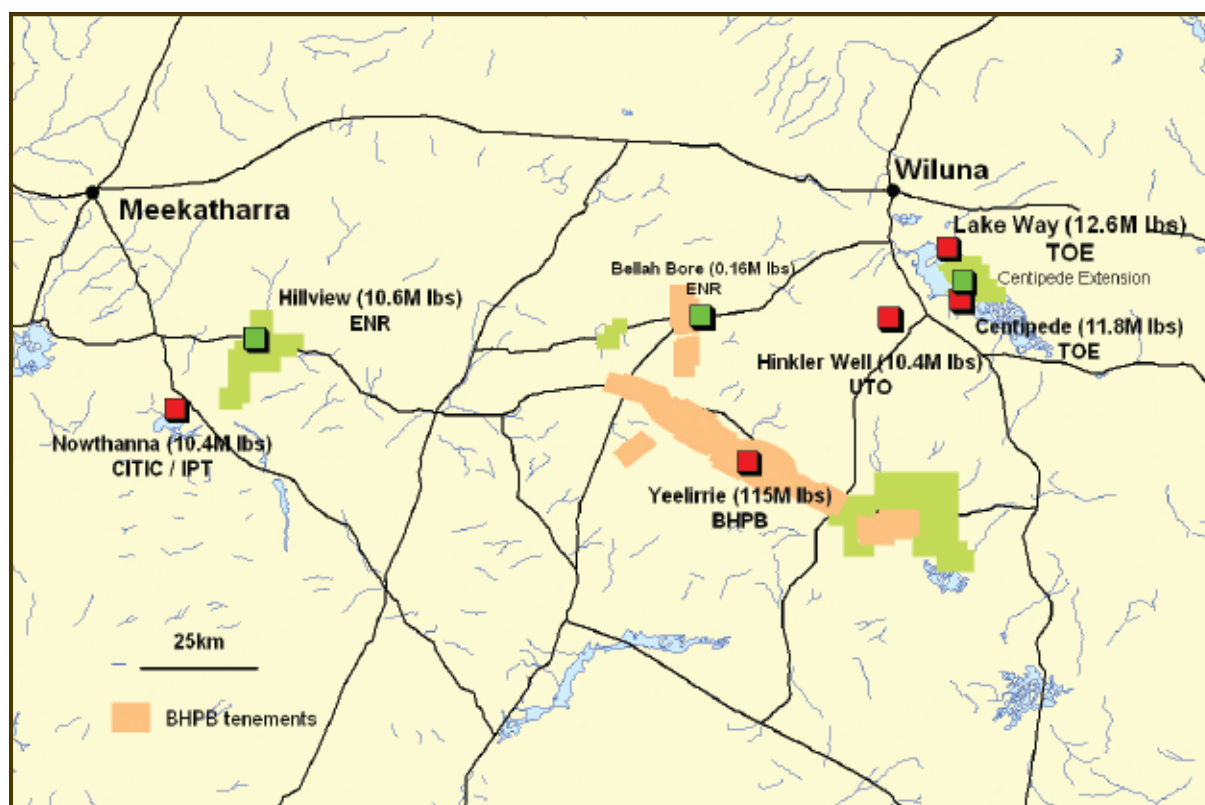 Wiluna
Meekatharra
Lake Way (12.6M lbs)
TOE
Bellah Bore (0.16M lbs)
ENR
Centipede Extension
Hillview (10.6M lbs)
ENR
Centipede (11.8M lbs)
TOE
Hinkler Well (10.4M lbs)
UTO
Nowthanna (10.4M lbs)
CITIC / IPT
Yeelirrie (115M lbs)
BHPB
25km
BHPB tenements